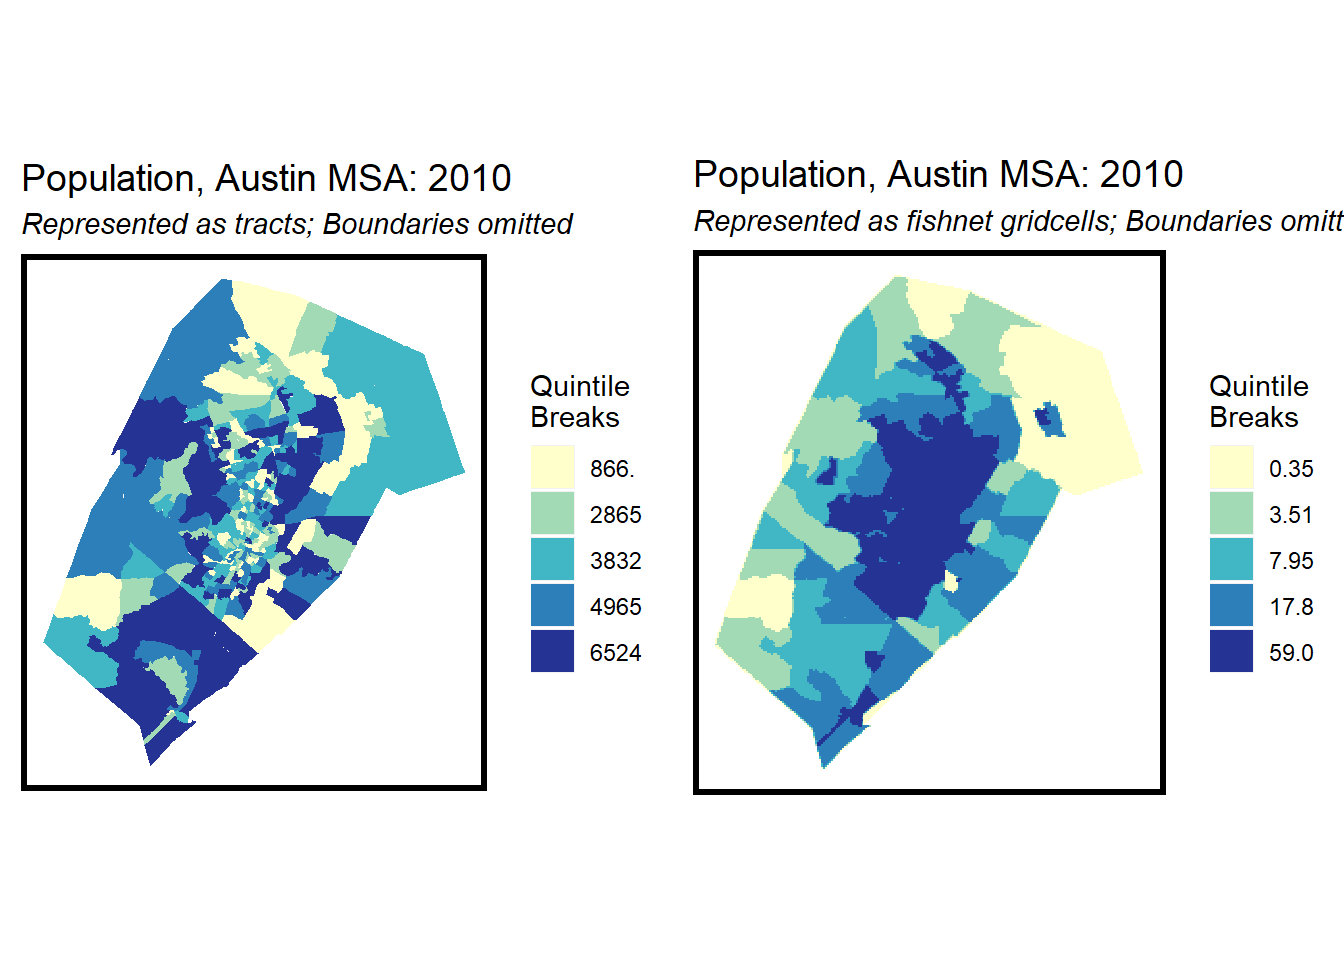 Population, Austin MSA: 2010
Represented as tracts; Boundaries omitted
Quintile
Breaks
866.
2865
3832
4965
6524
Population, Austin MSA: 2010
Represented as fishnet gridcells; Boundaries omitt
Quintile
Breaks
0.35
3.51
7.95
17.8
59.0